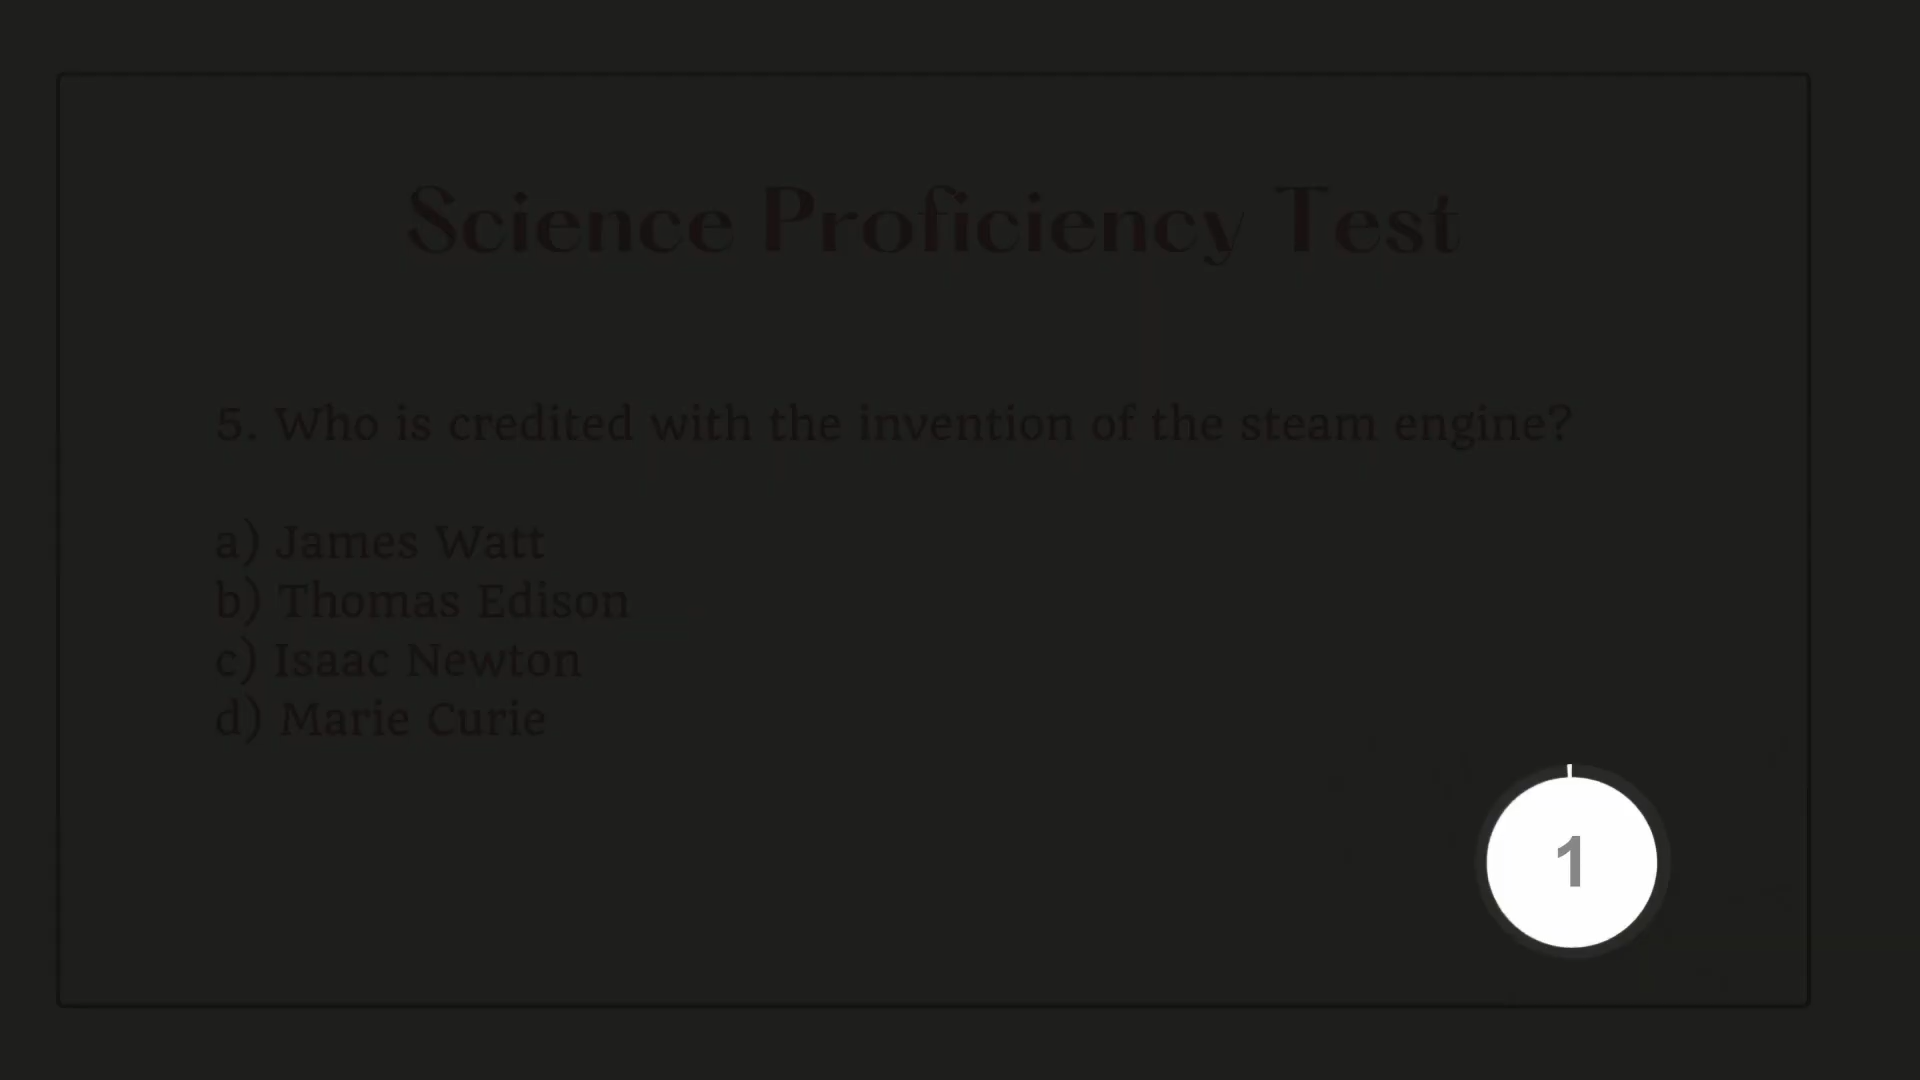 Science Proficiency Test
5. Who is credited with the invention of the steam engine?
a) James Watt
b) Thomas Edison
c) Isaac Newton
d) Marie Curie
1